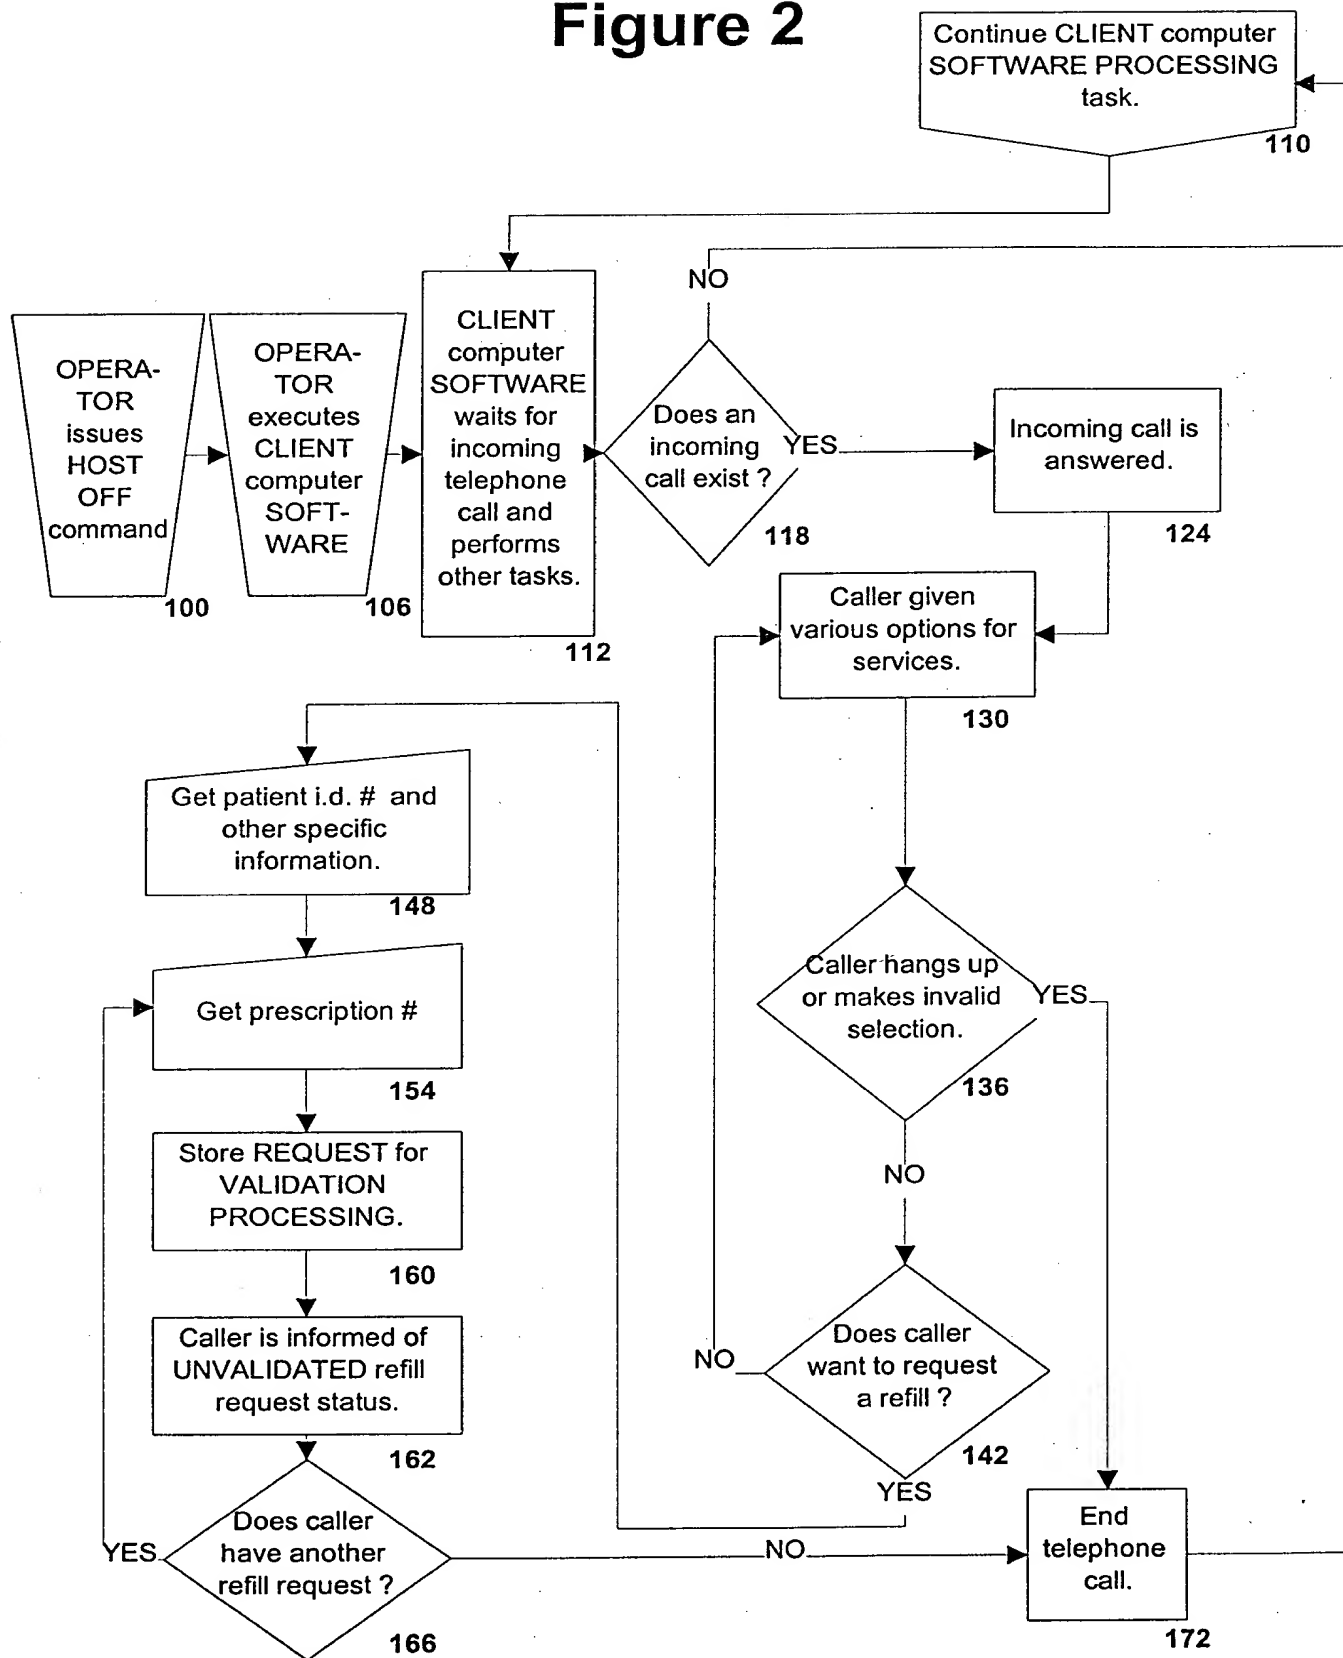 Figure 2
Continue CLIENT computer
SOFTWARE PROCESSING
task.
110
OPERA-
TOR
issues
HOST
OFF
command
100
OPERA-
TOR
executes
CLIENT
computer
SOFT-
WARE
106
CLIENT
computer
SOFTWARE
waits for
incoming
telephone
call and
performs
other tasks.
112
NO
Does an
incoming
call exist ?
YES
118
Incoming call is
answered.
124
Caller given
various options for
services.
130
Caller hangs up
or makes invalid
selection.
YES
136
NO
Does caller
want to request
a refill ?
NO
142
YES
Get patient i.d. # and
other specific
information.
148
Get prescription #
154
Store REQUEST for
VALIDATION
PROCESSING.
160
Caller is informed of
UNVALIDATED refill
request status.
162
Does caller
have another
refill request ?
YES
NO
166
End
telephone
call.
172